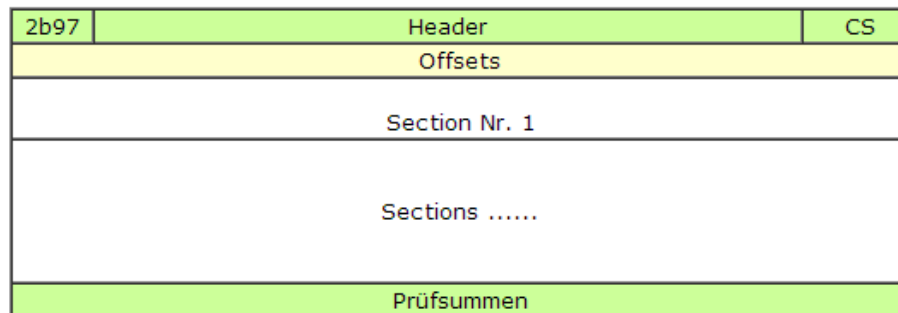 2b97 Header CS
Offsets
Section Nr. 1
Sections ......
Prüfsummen